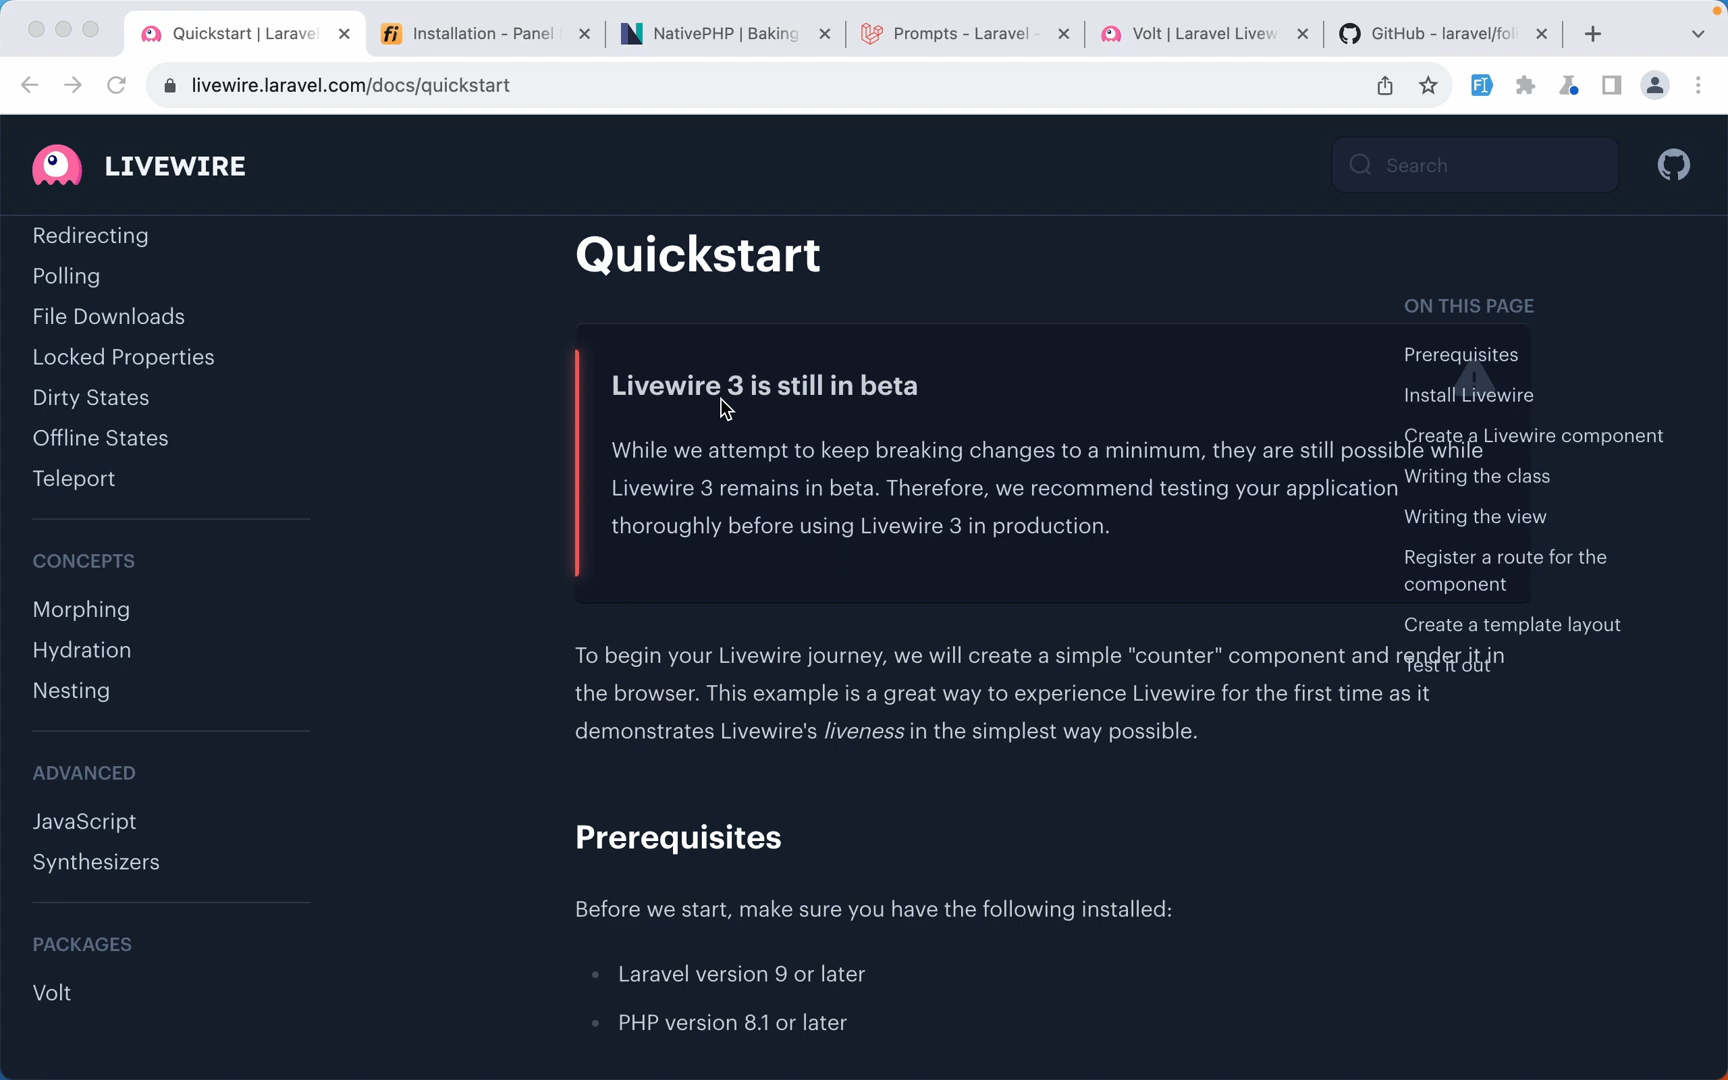 Quickstart | Laravel
Installation - Panel
NativePHP | Baking
Prompts - Laravel -
Volt | Laravel Livew
GitHub - laravel/foli
livewire.laravel.com/docs/quickstart
LIVEWIRE
Search
Redirecting
Polling
File Downloads
Locked Properties
Dirty States
Offline States
Teleport
CONCEPTS
Morphing
Hydration
Nesting
ADVANCED
JavaScript
Synthesizers
PACKAGES
Volt
Quickstart
Livewire 3 is still in beta
While we attempt to keep breaking changes to a minimum, they are still possible while
Livewire 3 remains in beta. Therefore, we recommend testing your application
thoroughly before using Livewire 3 in production.
To begin your Livewire journey, we will create a simple "counter" component and render it in
the browser. This example is a great way to experience Livewire for the first time as it
demonstrates Livewire's liveness in the simplest way possible.
Prerequisites
Before we start, make sure you have the following installed:
• Laravel version 9 or later
• PHP version 8.1 or later
ON THIS PAGE
Prerequisites
Install Livewire
Create a Livewire component
Writing the class
Writing the view
Register a route for the
component
Create a template layout
Test it out